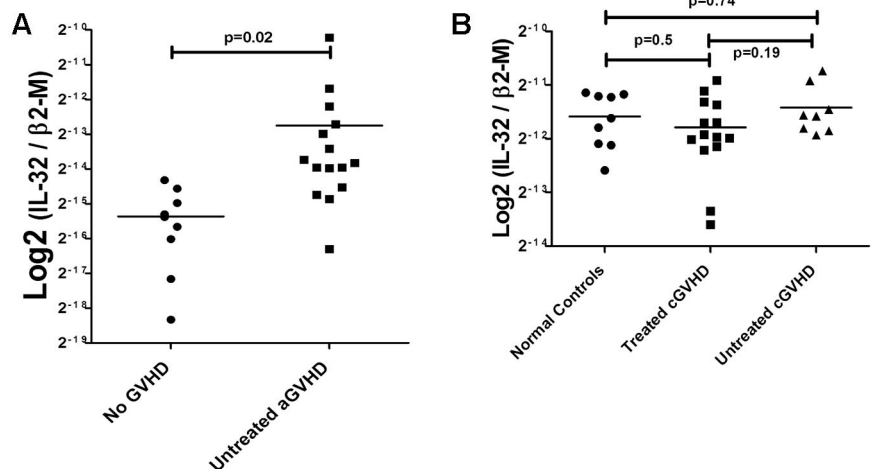 A
Log2 (IL-32 / β2-M)
2-10
2-11
2-12
2-13
2-14
2-15
2-16
2-17
2-18
2-19
p=0.02
No GVHD
Untreated aGVHD
B
Log2 (IL-32 / β2-M)
2-10
2-11
2-12
2-13
2-14
p=0.74
p=0.5
p=0.19
Normal Controls
Treated cGVHD
Untreated cGVHD